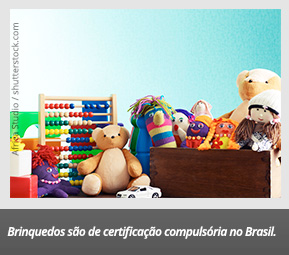 Africa Studio / shutterstock.com
Brinquedos são de certificação compulsória no Brasil.